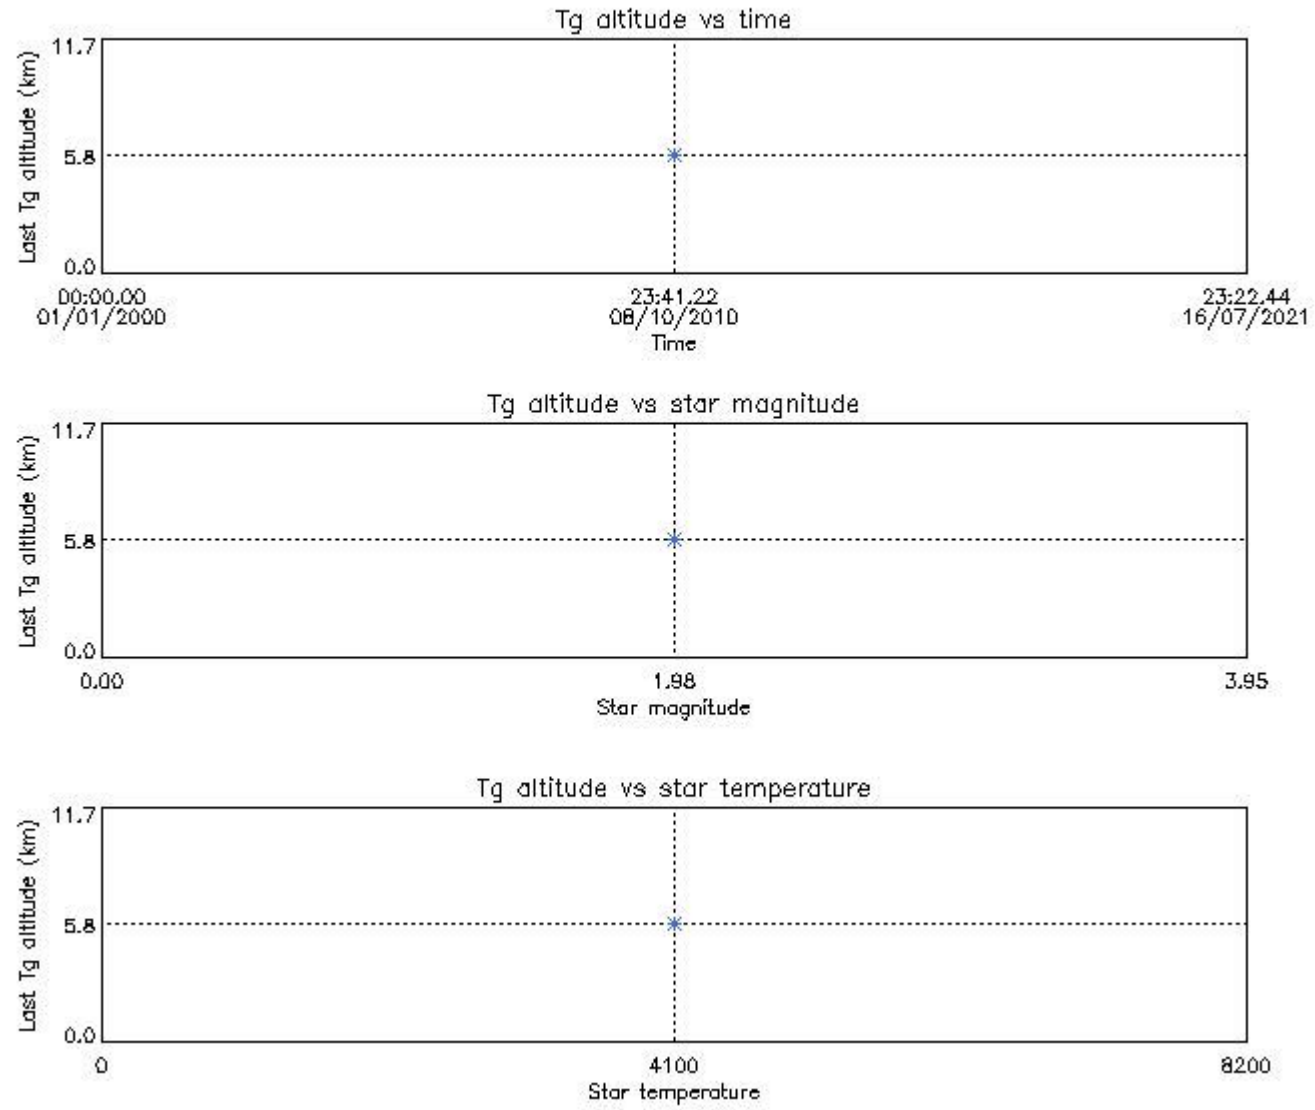 Tg altitude vs time
Last Tg altitude (km)
11.7
5.8
0.0
00:00.00 23:41.22 23:22.44
01/01/2000 08/10/2010 16/07/2021
Time
Tg altitude vs star magnitude
Last Tg altitude (km)
11.7
5.8
0.0
0.00 1.98 3.95
Star magnitude
Tg altitude vs star temperature
Last Tg altitude (km)
11.7
5.8
0.0
0 4100 8200
Star temperature